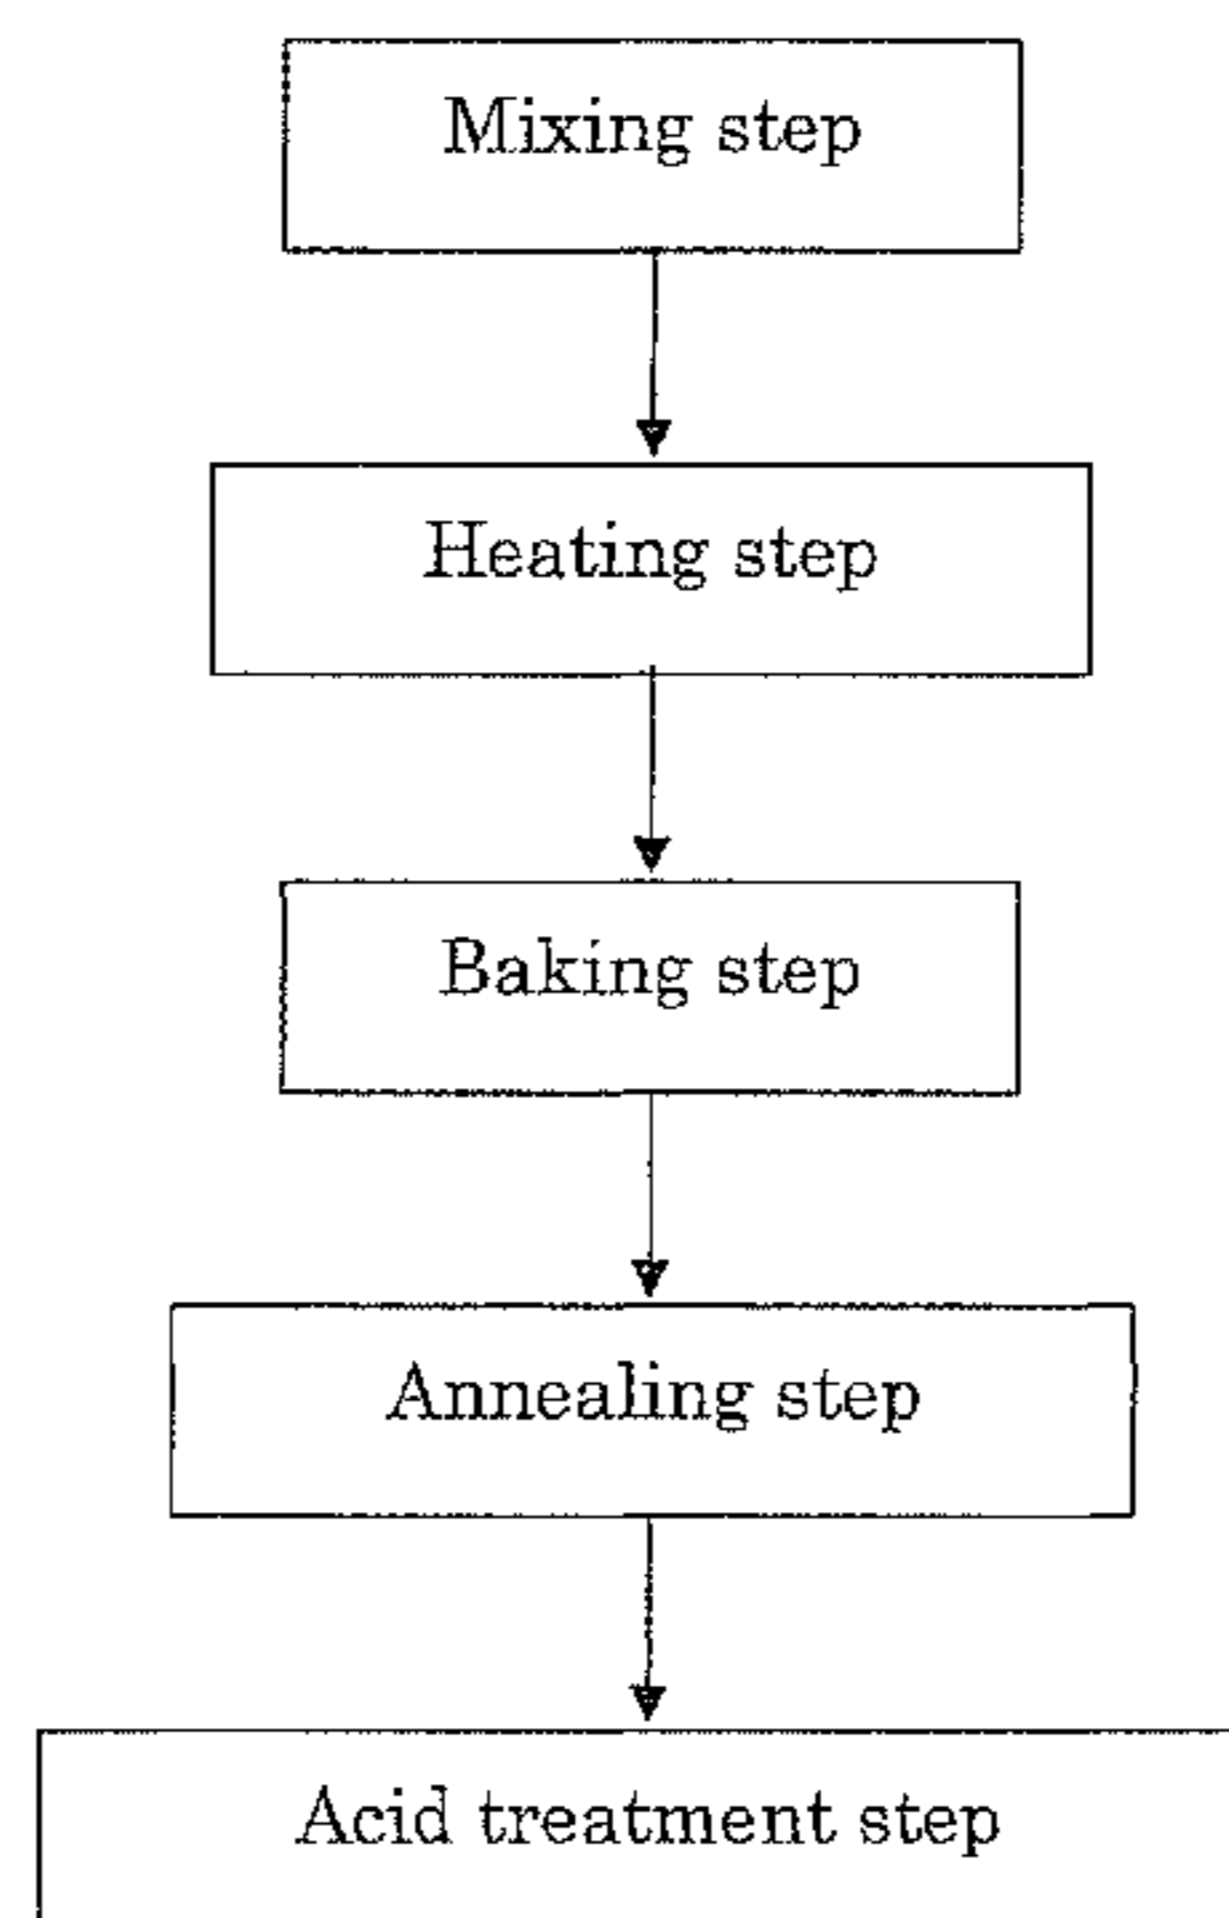 Mixing step
Heating step
Baking step
Annealing step
Acid treatment step